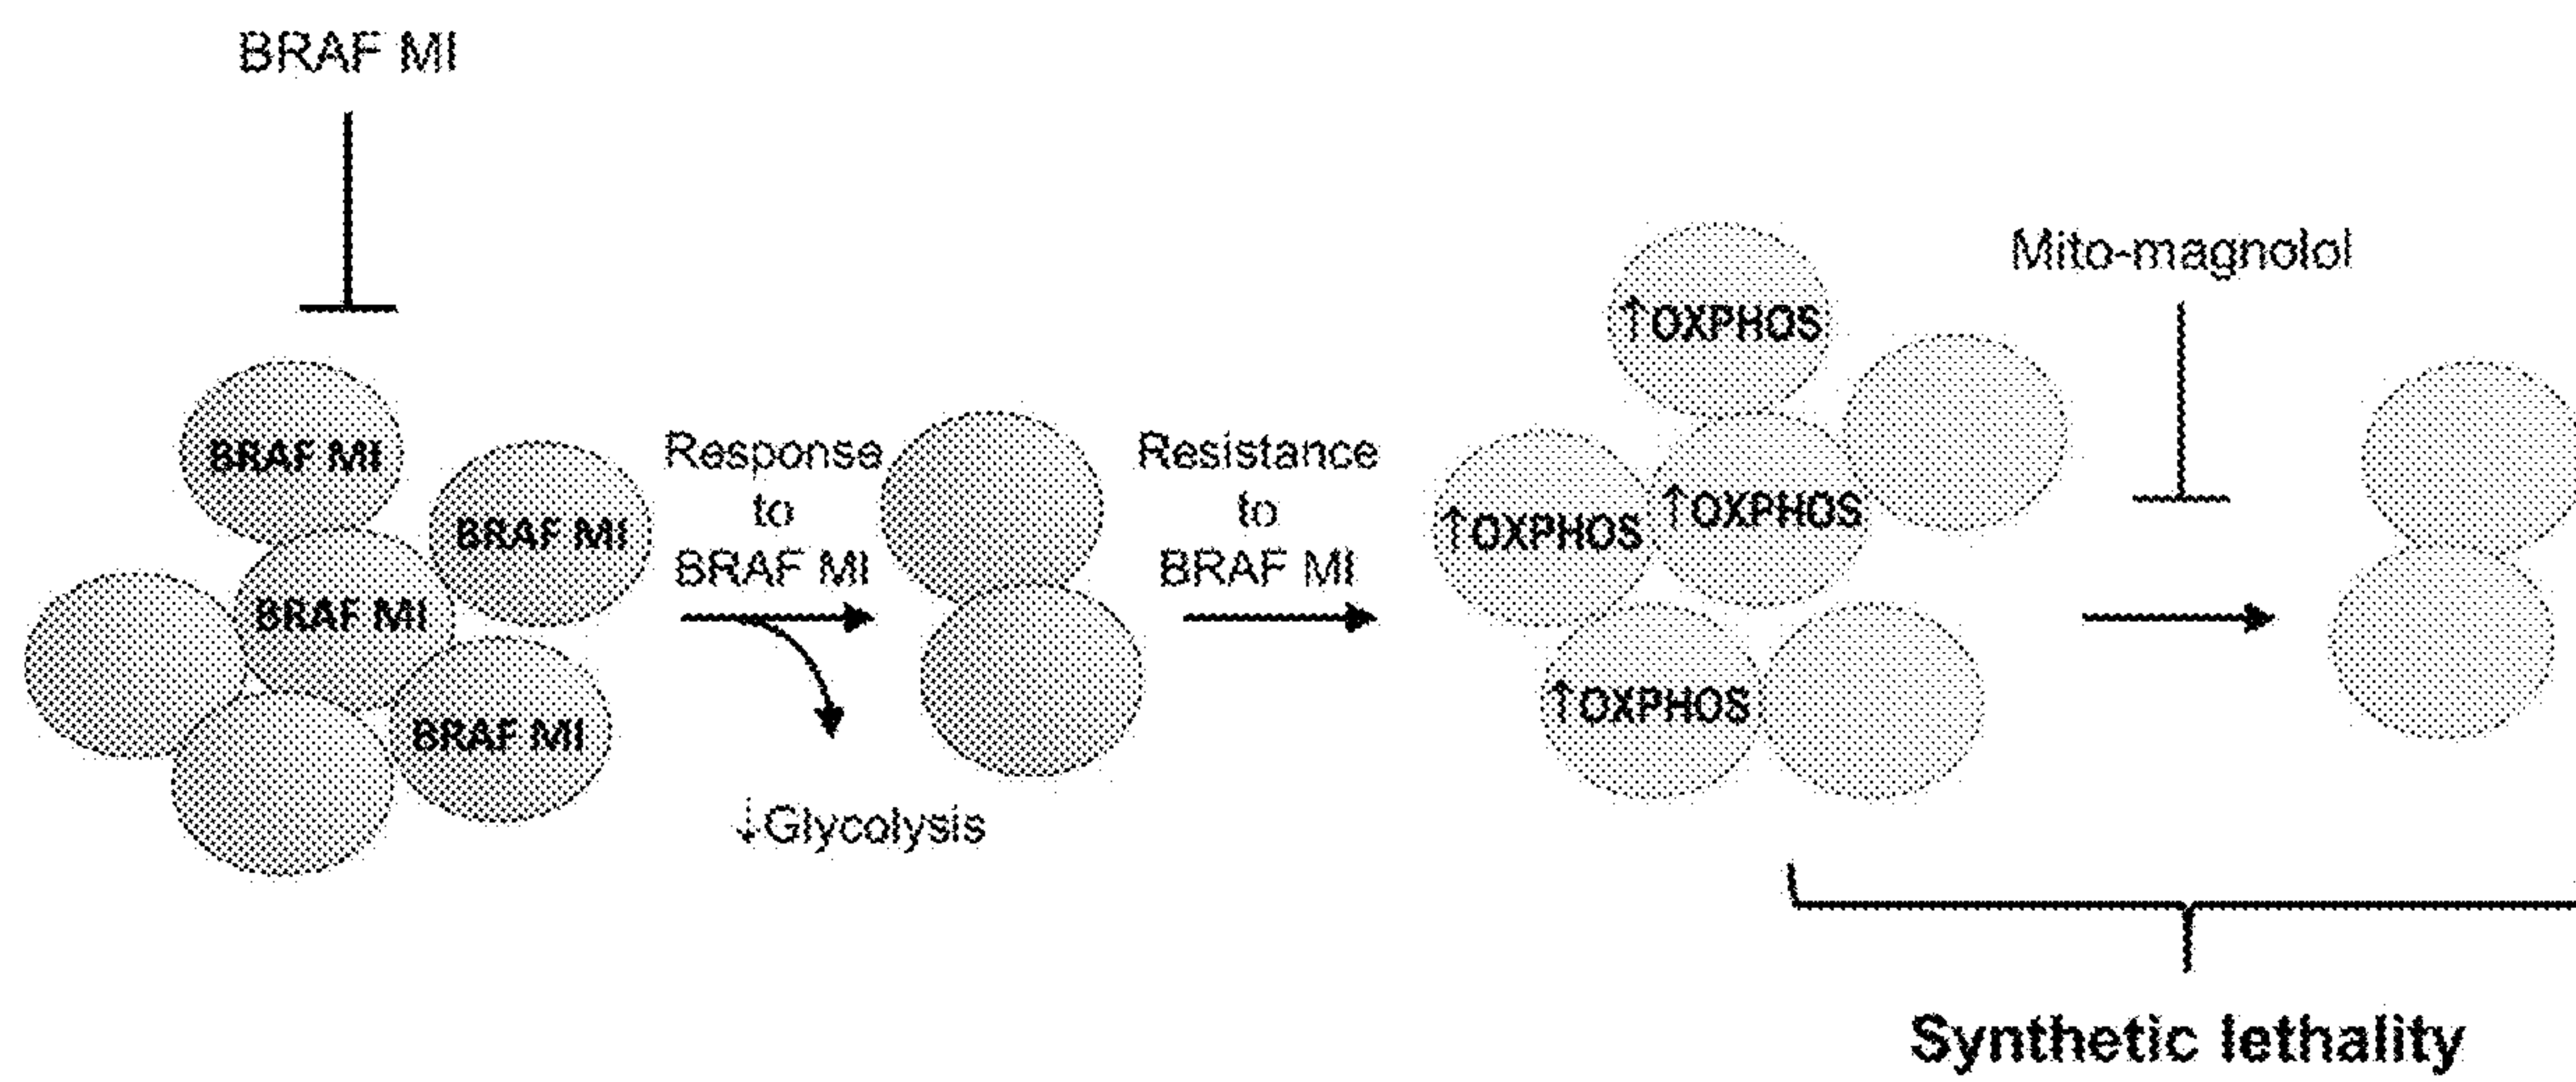 BRAF MI
BRAF MI
BRAF MI
BRAF MI
BRAF MI
Response
to
BRAF MI
↓Glycolysis
Resistance
to
BRAF MI
↑OXPHOS
↑OXPHOS
↑OXPHOS
↑OXPHOS
Mito-magnolol
Synthetic lethality